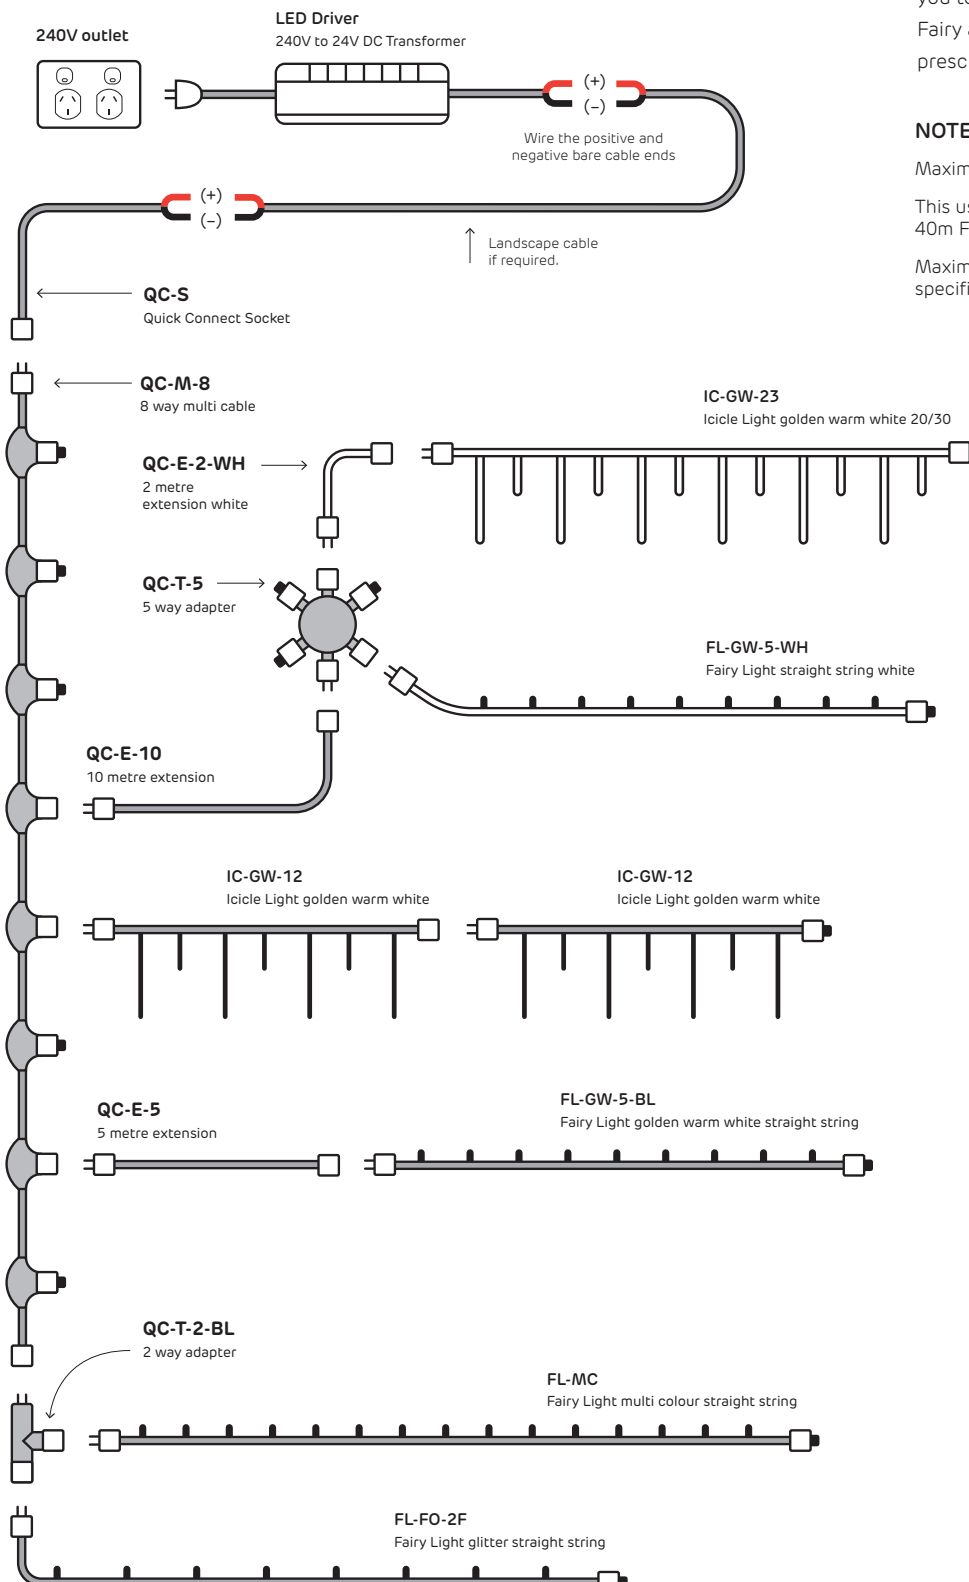 you to
Fairy a
presc
240V outlet
LED Driver
240V to 24V DC Transformer
(+)
(−)
Wire the positive and
negative bare cable ends
NOTE
Maxim
This us
40m F
Maxim
specifi
(+)
(−)
Landscape cable
if required.
QC-S
Quick Connect Socket
QC-M-8
8 way multi cable
IC-GW-23
Icicle Light golden warm white 20/30
QC-E-2-WH
2 metre
extension white
QC-T-5
5 way adapter
FL-GW-5-WH
Fairy Light straight string white
QC-E-10
10 metre extension
IC-GW-12
Icicle Light golden warm white
IC-GW-12
Icicle Light golden warm white
QC-E-5
5 metre extension
FL-GW-5-BL
Fairy Light golden warm white straight string
QC-T-2-BL
2 way adapter
FL-MC
Fairy Light multi colour straight string
FL-FO-2F
Fairy Light glitter straight string